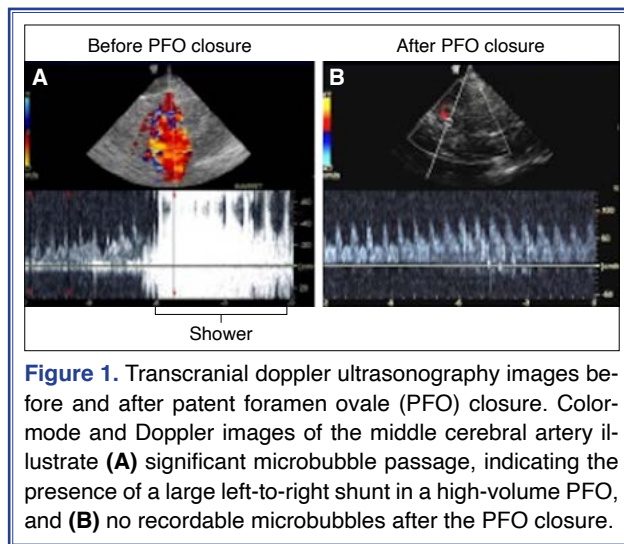 Before PFO closure
After PFO closure
A
B
Shower
Figure 1. Transcranial doppler ultrasonography images be-
fore and after patent foramen ovale (PFO) closure. Color-
mode and Doppler images of the middle cerebral artery il-
lustrate (A) significant microbubble passage, indicating the
presence of a large left-to-right shunt in a high-volume PFO,
and (B) no recordable microbubbles after the PFO closure.